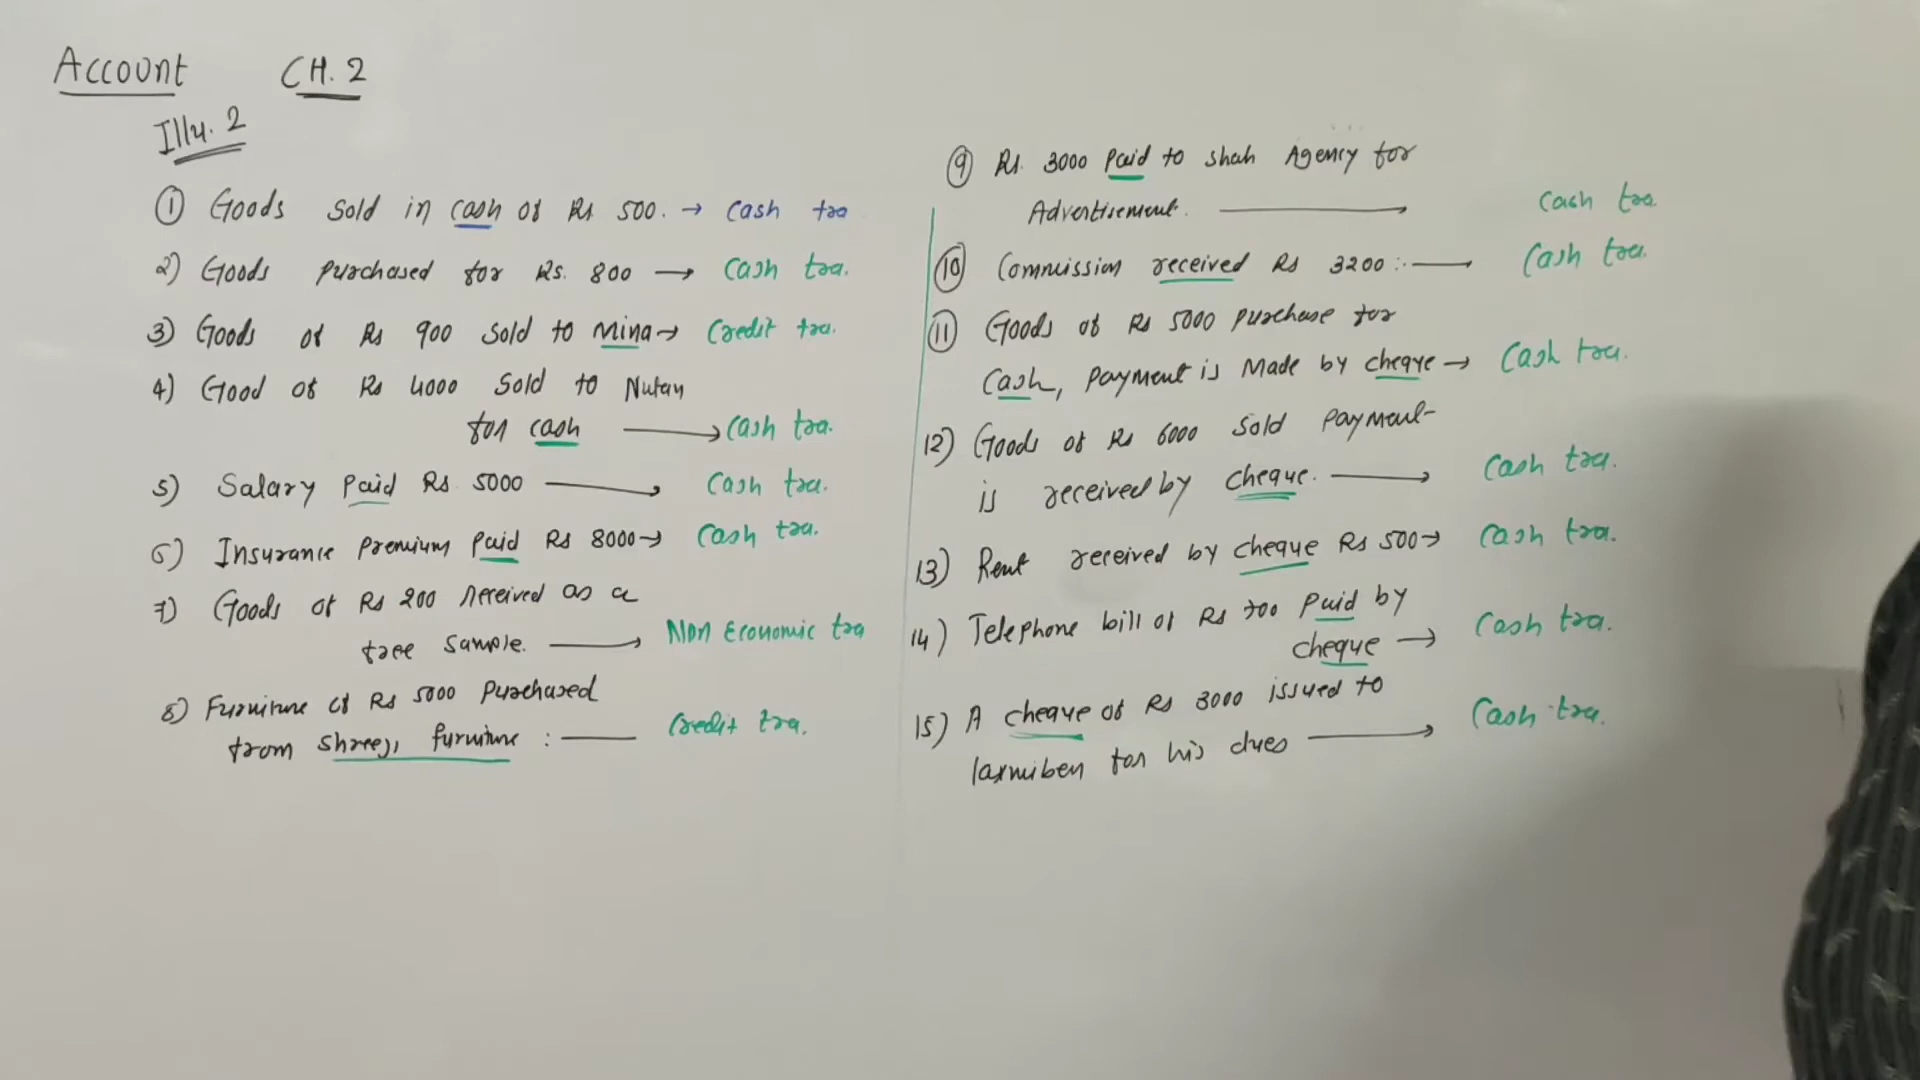 Account CH. 2
Illu. 2
① Goods sold in cash of Rs 500. → cash tra
2) Goods purchased for Rs. 800 → Cash tra.
3) Goods of Rs 900 sold to Mina → Credit tra.
4) Good of Rs 4000 sold to Nutan
for cash → Cash tra.
5) Salary paid Rs 5000 → Cash tra.
6) Insurance premium paid Rs 8000 → Cash tra.
7) Goods of Rs 200 received as a
free sample. → Non Economic tra
8) Furniture of Rs 5000 Purchased
from Shreeji furniture : — Credit tra.
⑨ Rs. 3000 paid to shah Agency for
Advertisement. → Cash tra.
⑩ Commission received Rs 3200 :- — Cash tra.
⑪ Goods of Rs 5000 purchase for
Cash, payment is Made by cheque → Cash tra.
12) Goods of Rs 6000 sold payment
is received by cheque. → Cash tra.
13) Rent received by cheque Rs 500 → Cash tra.
14) Telephone bill of Rs 700 paid by
cheque → Cash tra.
15) A cheque of Rs 3000 issued to
laxmiben for his dues → Cash tra.